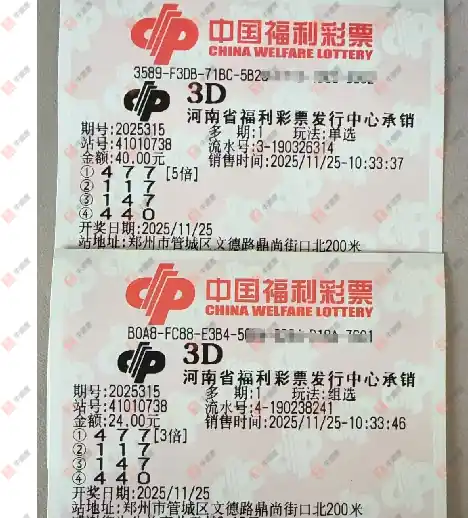 中国福利彩票
CHINA WELFARE LOTTERY
3589-F3DB-71BC-5B2
3D
河南省福利彩票发行中心承销
期号:2025315 多 期:1 玩法:单选
站号:41010738 流水号:3-190326314
金额:40.00元 销售时间:2025/11/25-10:33:37
① 4 7 7 [5倍]
② 1 1 7
③ 1 4 7
④ 4 4 0
开奖日期:2025/11/25
站地址:郑州市管城区文德路鼎尚街口北200米
中国福利彩票
CHINA WELFARE LOTTERY
B0A8-FC88-E3B4-5
3D
河南省福利彩票发行中心承销
期号:2025315 多 期:1 玩法:组选
站号:41010738 流水号:4-190238241
金额:24.00元 销售时间:2025/11/25-10:33:46
① 4 7 7 [3倍]
② 1 1 7
③ 1 4 7
④ 4 4 0
开奖日期:2025/11/25
站地址:郑州市管城区文德路鼎尚街口北200米